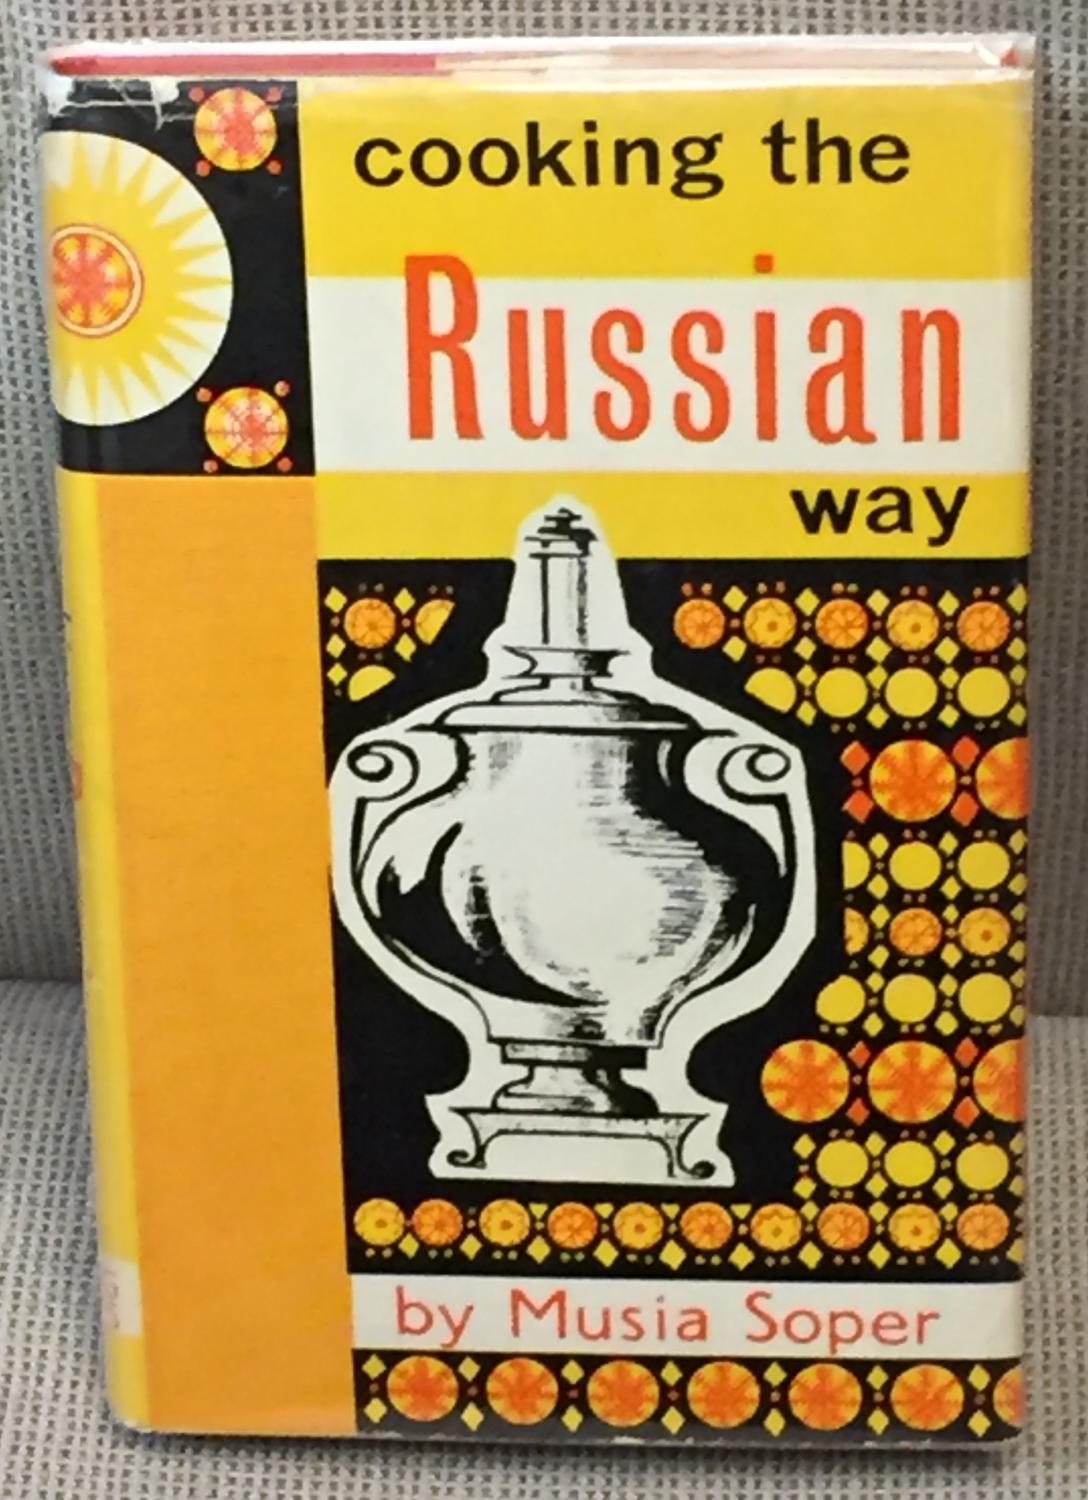 cooking the
Russian
way
by Musia Soper